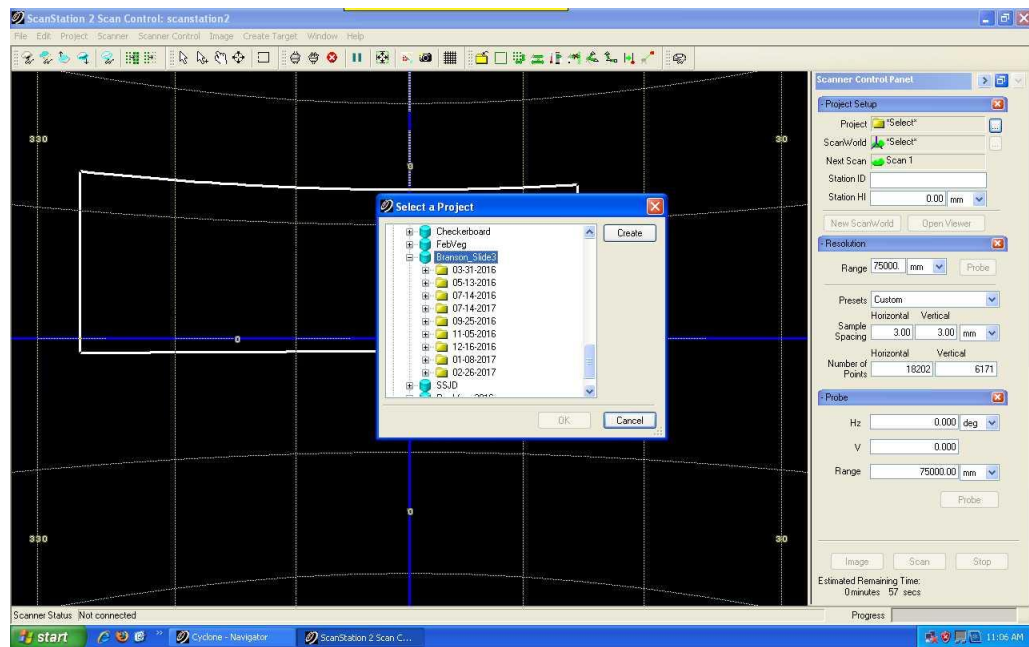 ScanStation 2 Scan Control: scanstation2
File Edit Project Scanner Scanner Control Image Create Target Window Help
330
30
0
0
0
330
30
Select a Project
Checkerboard
FebVeg
Branson_Slide3
03-31-2016
05-13-2016
07-14-2016
07-14-2017
09-25-2016
11-05-2016
12-16-2016
01-08-2017
02-26-2017
SSJD
Create
OK
Cancel
Scanner Control Panel
- Project Setup
Project *Select* ...
ScanWorld *Select* ...
Next Scan Scan 1
Station ID
Station HI 0.00 mm
New ScanWorld Open Viewer
- Resolution
Range 75000. mm Probe
Presets Custom
Horizontal Vertical
Sample Spacing 3.00 3.00 mm
Horizontal Vertical
Number of Points 18202 6171
- Probe
Hz 0.000 deg
V 0.000
Range 75000.00 mm
Probe
Image Scan Stop
Estimated Remaining Time:
0 minutes 57 secs
Scanner Status Not connected
Progress
start
Cyclone - Navigator
ScanStation 2 Scan C...
11:06 AM